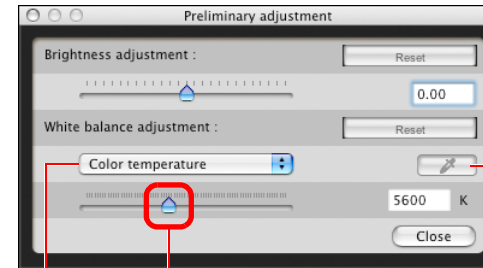 Preliminary adjustment
Brightness adjustment : Reset
0.00
White balance adjustment : Reset
Color temperature
5600 K
Close